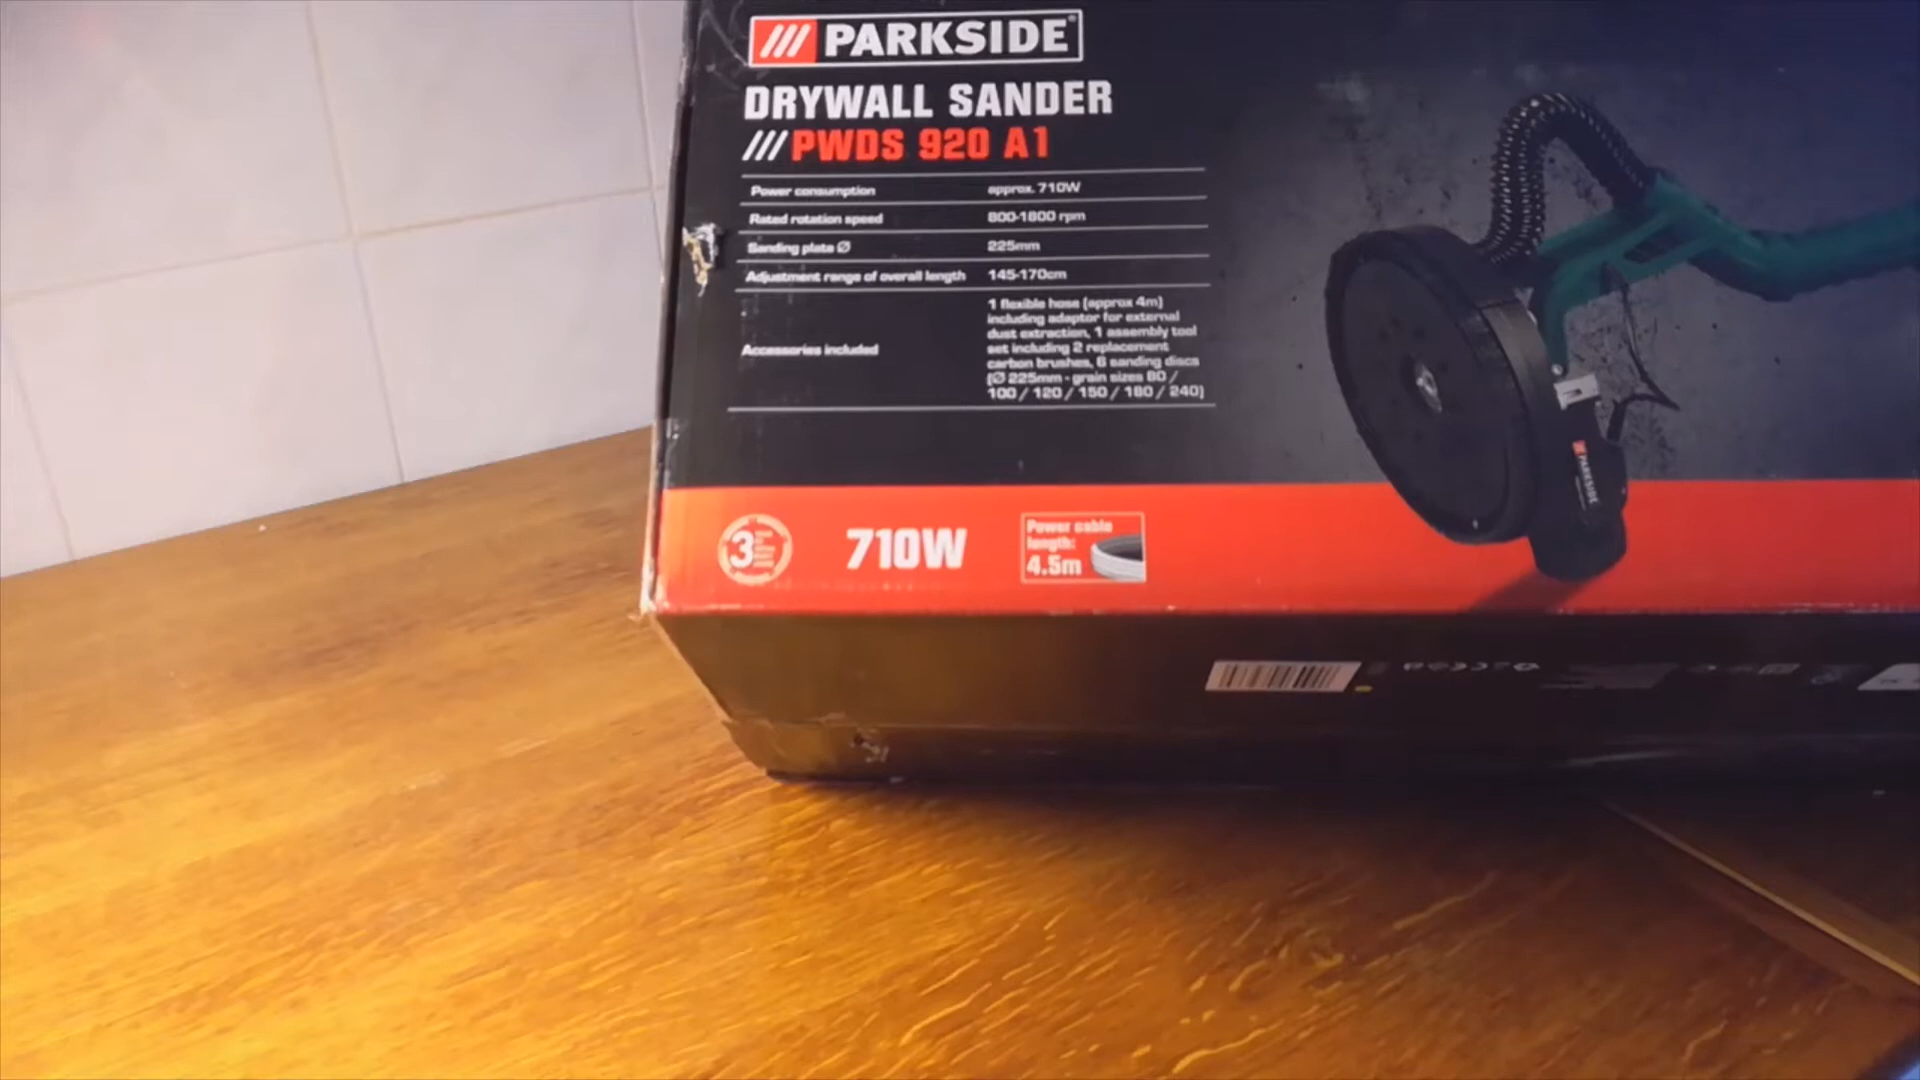 PARKSIDE®
DRYWALL SANDER
///PWDS 920 A1
Power consumption approx. 710W
Rated rotation speed 800-1800 rpm
Sanding plate Ø 225mm
Adjustment range of overall length 145-170cm
Accessories included
1 flexible hose (approx 4m)
including adaptor for external
dust extraction, 1 assembly tool
set including 2 replacement
carbon brushes, 6 sanding discs
(Ø 225mm - grain sizes 80 /
100 / 120 / 150 / 180 / 240)
PARKSIDE
3
710W
Power cable
length:
4.5m